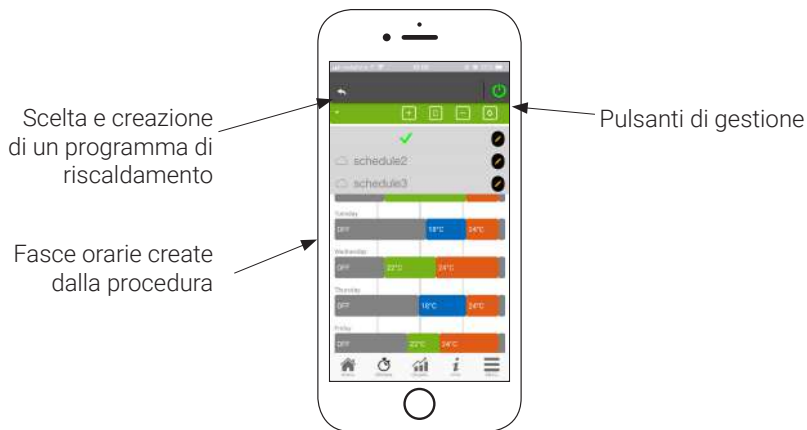 Scelta e creazione
di un programma di
riscaldamento
Pulsanti di gestione
Fasce orarie create
dalla procedura
schedule2
schedule3
Tuesday
OFF 18°C 24°C
Wednesday
OFF 22°C 24°C
Thursday
OFF 18°C 24°C
Friday
OFF 22°C 24°C